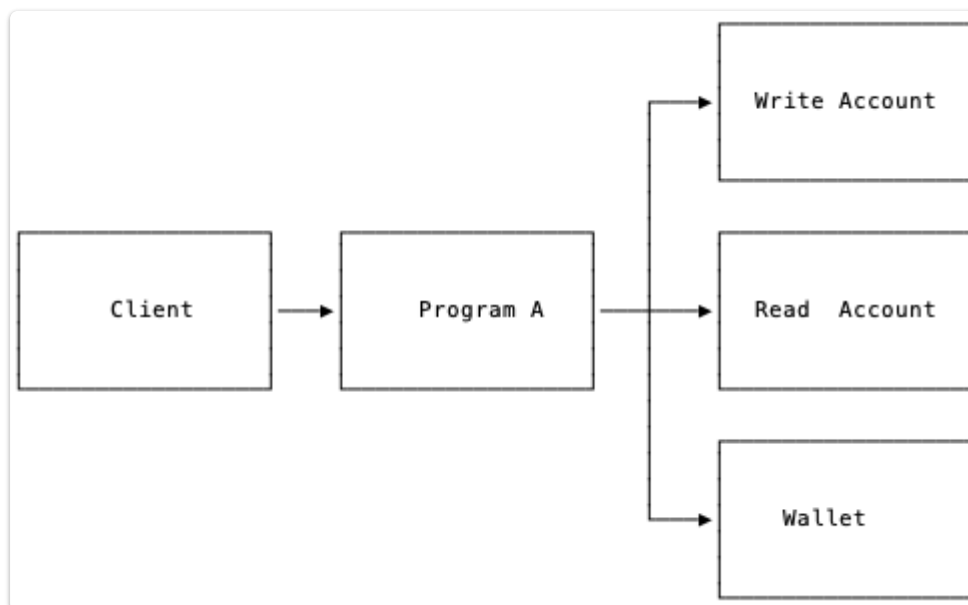 Write Account
Client
Program A
Read Account
Wallet